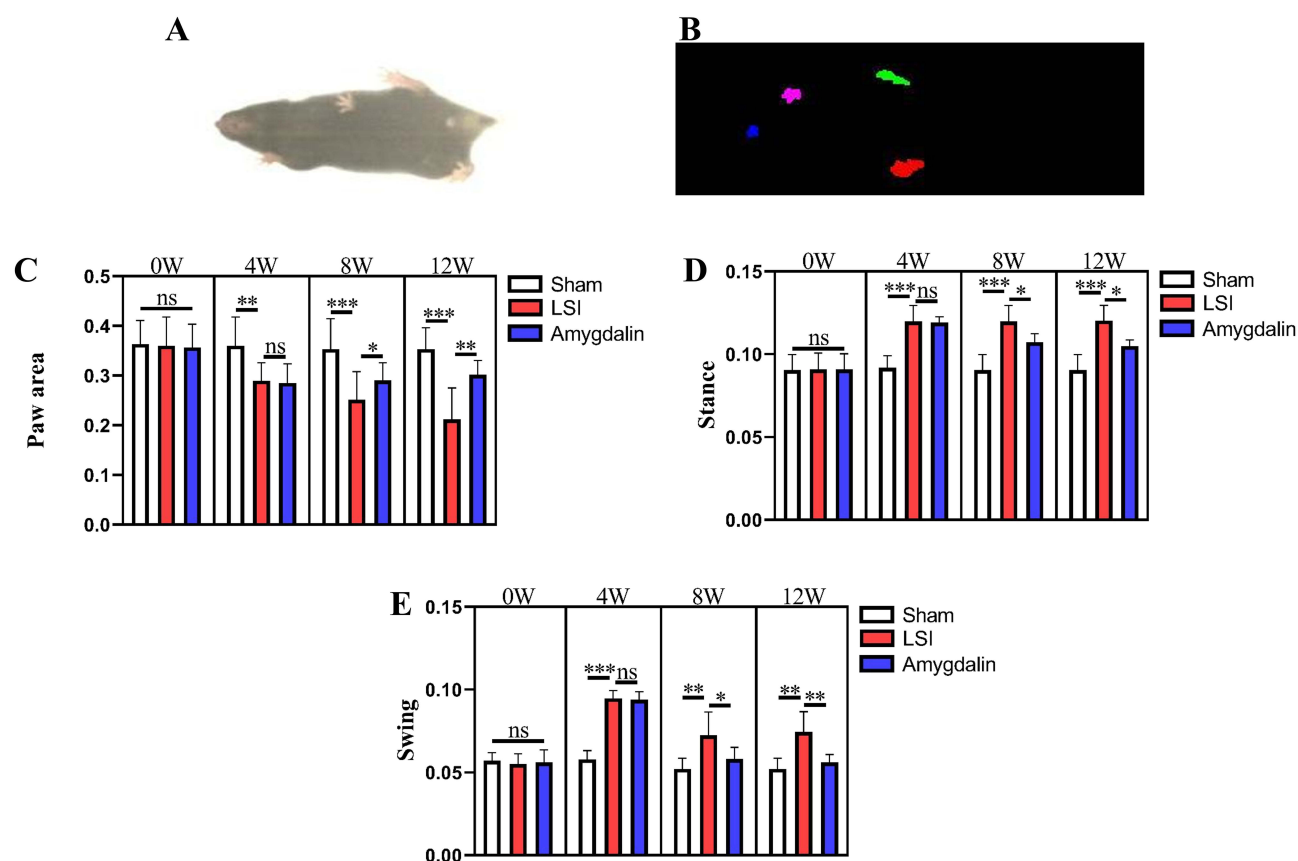 A
B
C
0W 4W 8W 12W
Paw area
0.5
0.4
0.3
0.2
0.1
0.0
ns
**
ns
***
*
***
**
Sham
LSI
Amygdalin
D
0W 4W 8W 12W
Stance
0.15
0.10
0.05
0.00
ns
***
ns
***
*
***
*
Sham
LSI
Amygdalin
E
0W 4W 8W 12W
Swing
0.15
0.10
0.05
0.00
ns
***
ns
**
*
**
**
Sham
LSI
Amygdalin